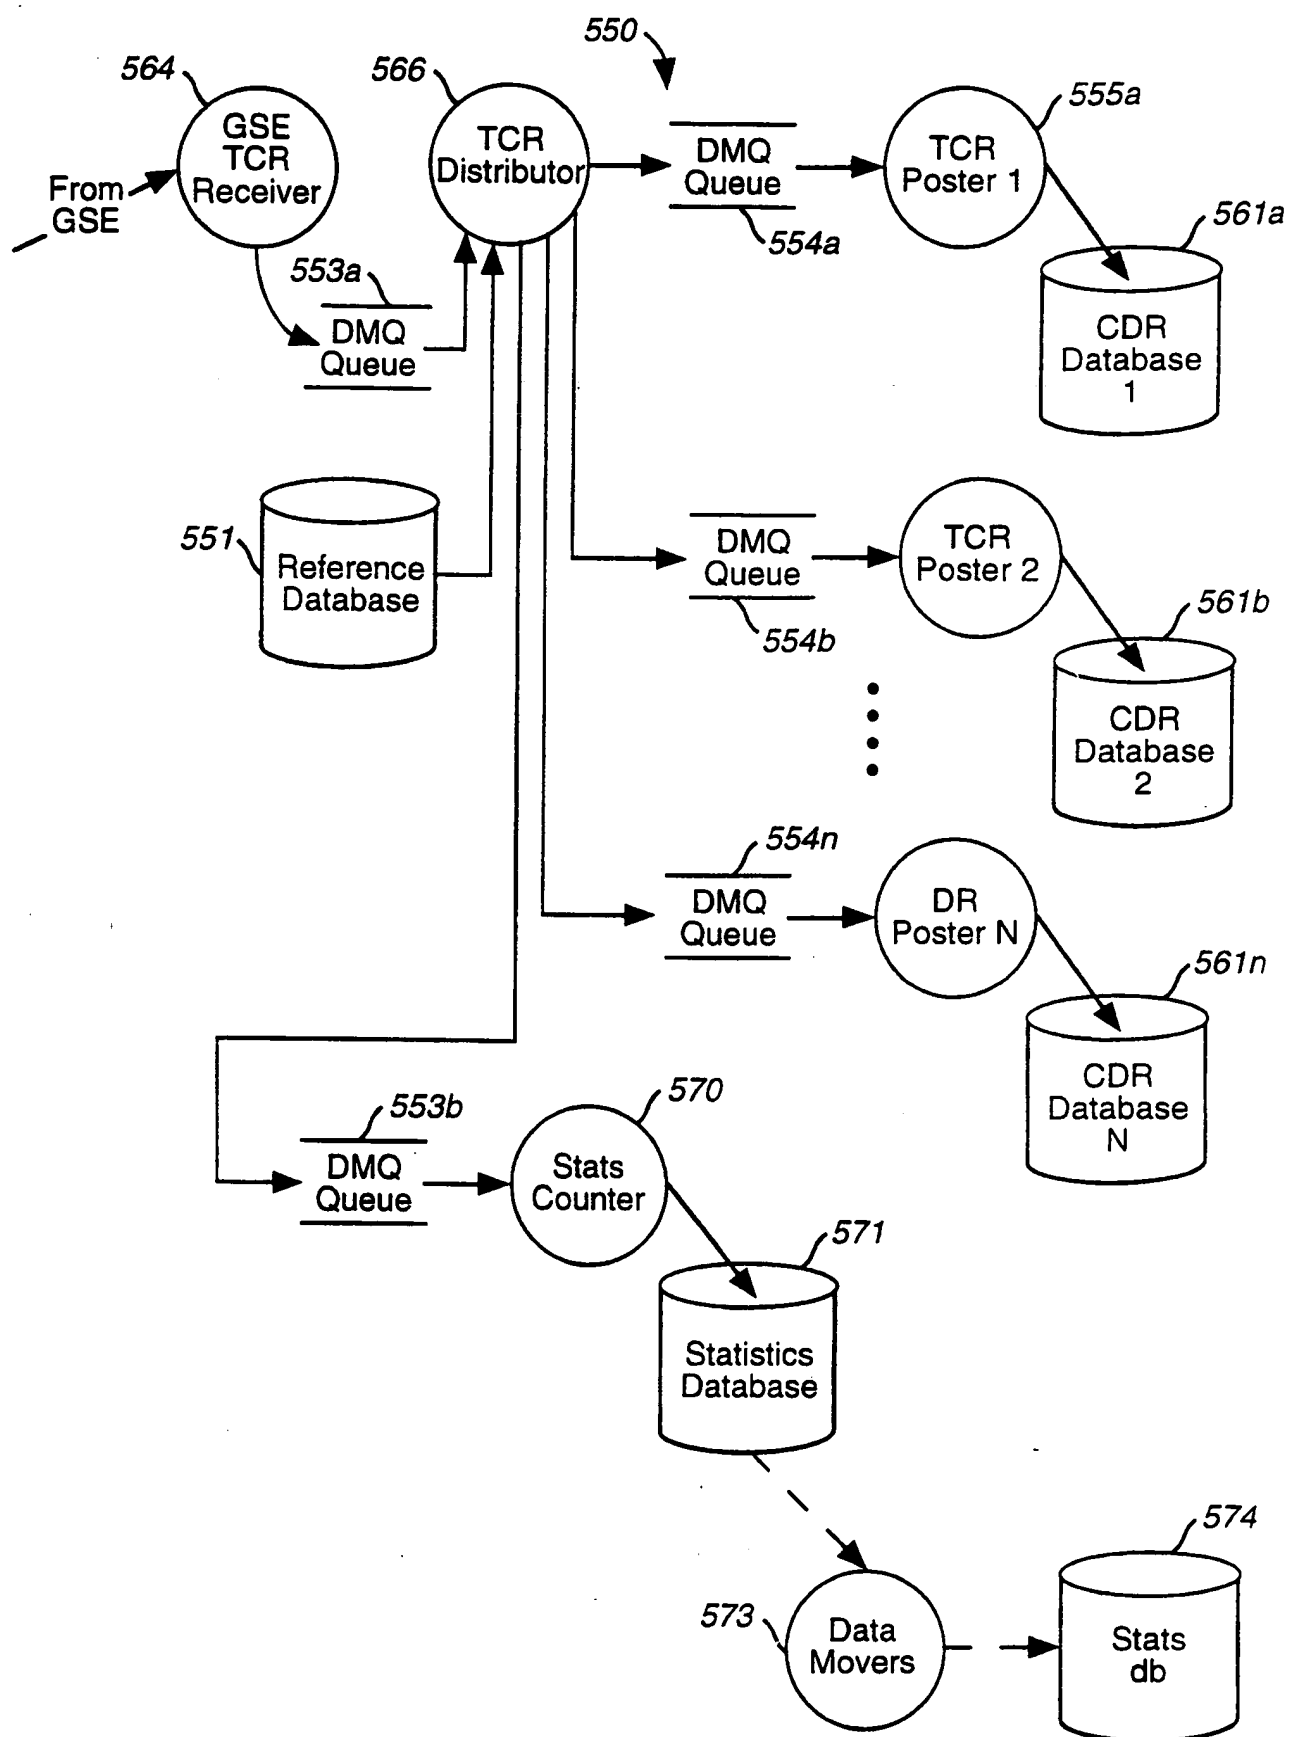 550
564
566
555a
GSE
TCR
Receiver
TCR
Distributor
DMQ
Queue
TCR
Poster 1
From
GSE
554a
561a
553a
DMQ
Queue
CDR
Database
1
551
Reference
Database
DMQ
Queue
TCR
Poster 2
554b
561b
CDR
Database
2
554n
DMQ
Queue
DR
Poster N
561n
CDR
Database
N
553b
570
DMQ
Queue
Stats
Counter
571
Statistics
Database
574
573
Data
Movers
Stats
db